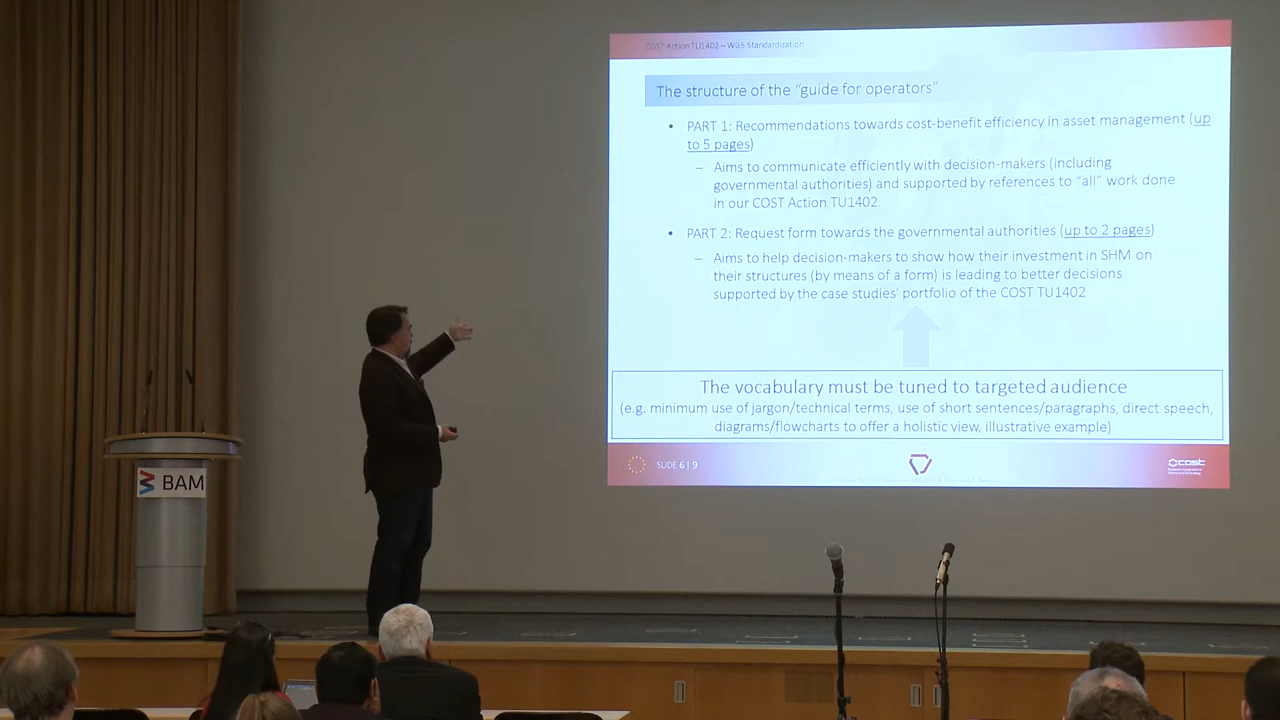 COST Action TU1402 – WG5 Standardization
The structure of the "guide for operators"
• PART 1: Recommendations towards cost-benefit efficiency in asset management (up
to 5 pages)
– Aims to communicate efficiently with decision-makers (including
governmental authorities) and supported by references to "all" work done
in our COST Action TU1402.
• PART 2: Request form towards the governmental authorities (up to 2 pages)
– Aims to help decision-makers to show how their investment in SHM on
their structures (by means of a form) is leading to better decisions
supported by the case studies' portfolio of the COST TU1402
The vocabulary must be tuned to targeted audience
(e.g. minimum use of jargon/technical terms, use of short sentences/paragraphs, direct speech,
diagrams/flowcharts to offer a holistic view, illustrative example)
SLIDE 6 | 9
cost
BAM